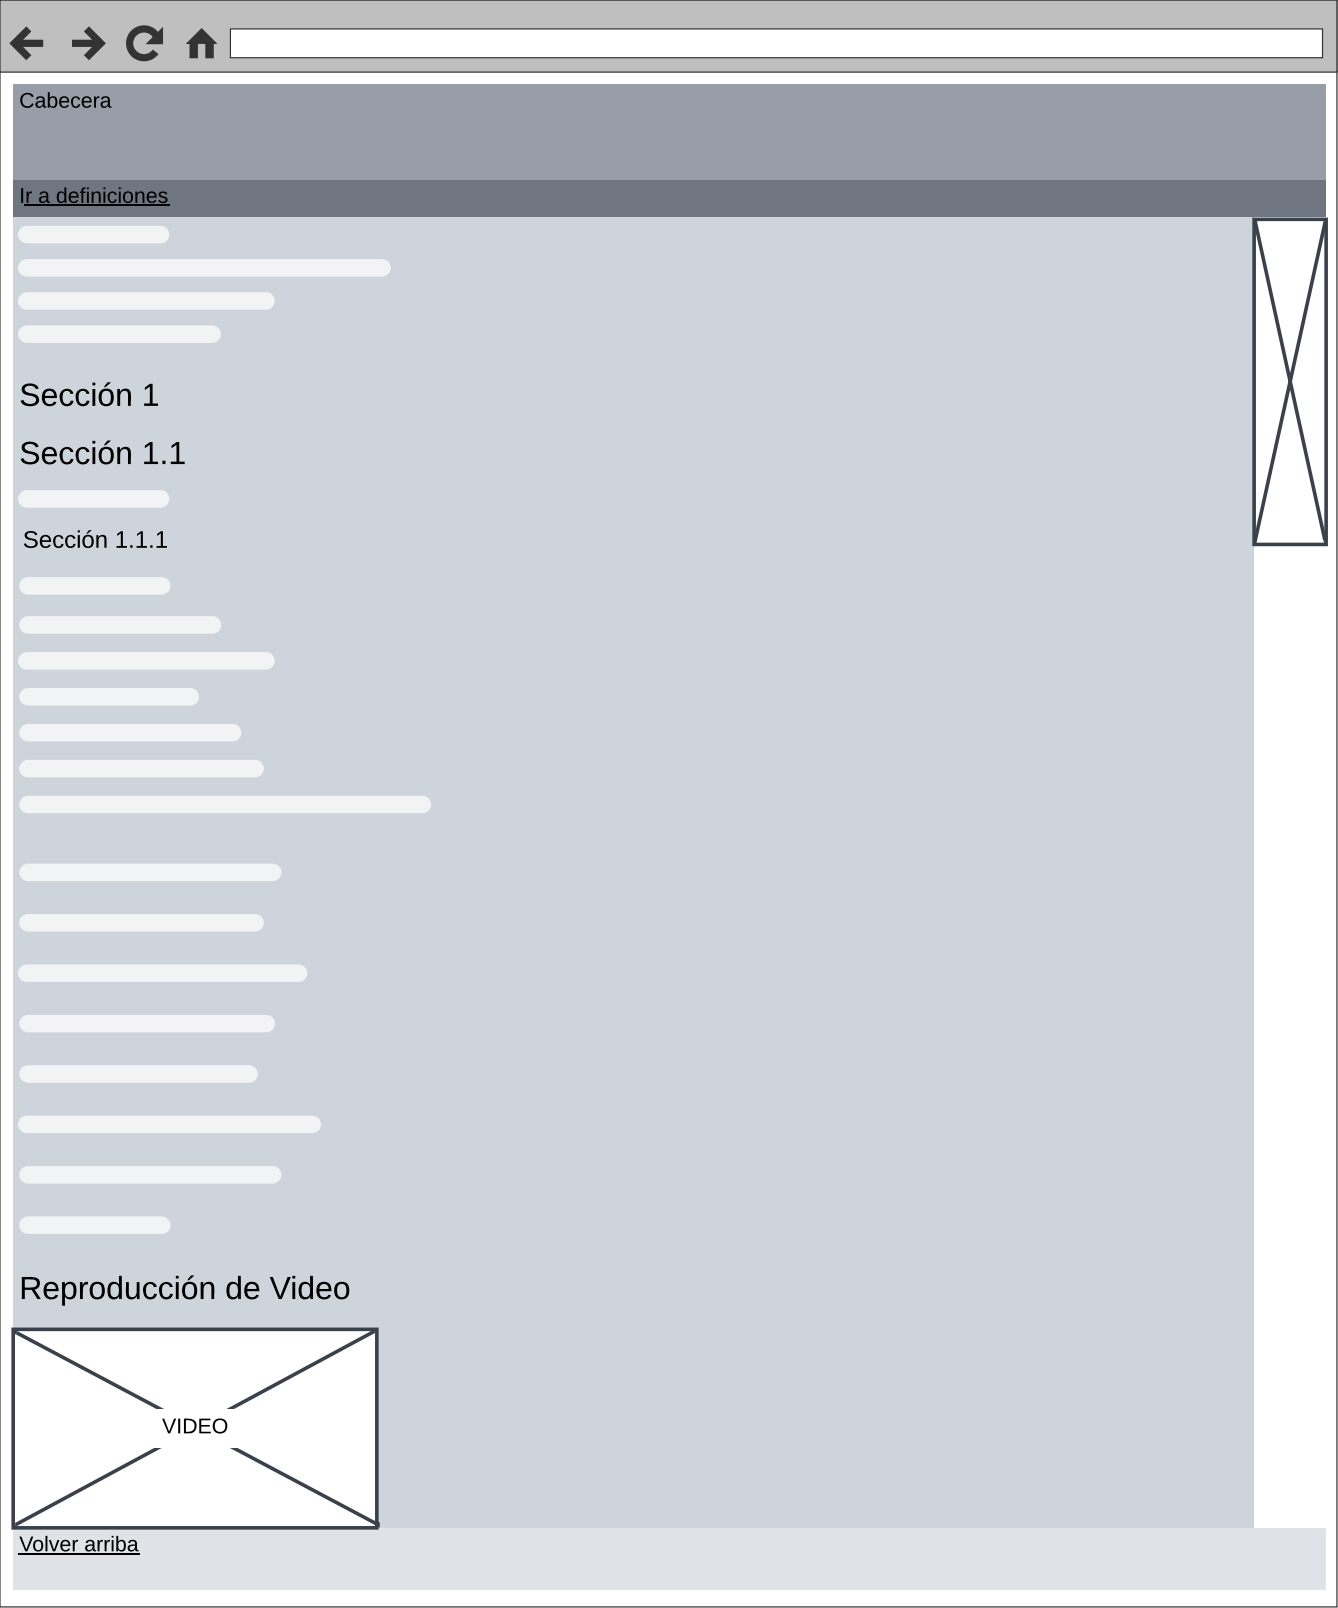 Cabecera
Ir a definiciones
Sección 1
Sección 1.1
Sección 1.1.1
Reproducción de Video
VIDEO
Volver arriba